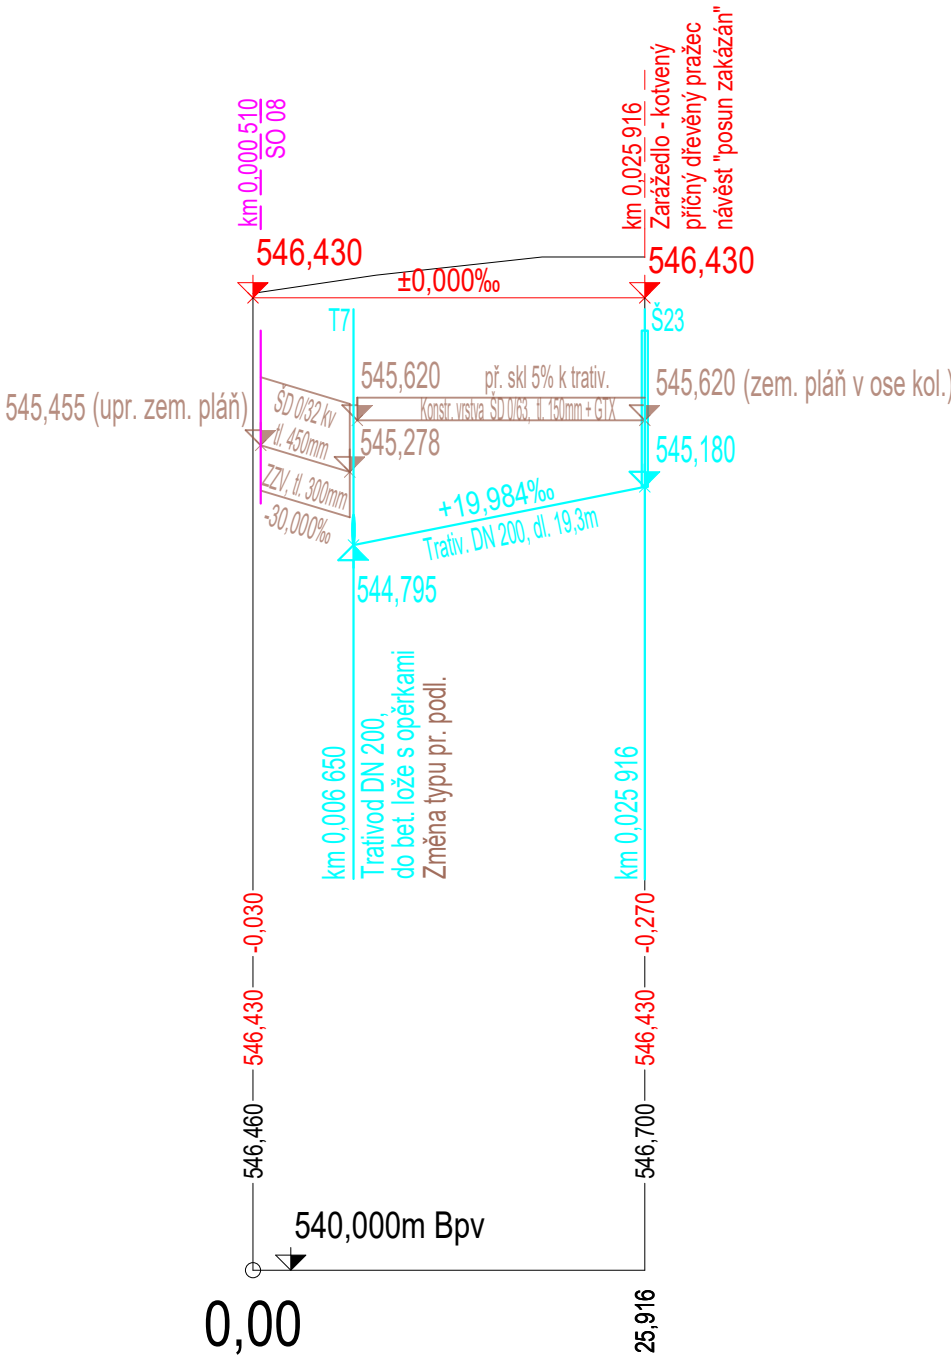 km 0,000 510
SO 08
km 0,025 916
Zarážedlo - kotvený
příčný dřevěný pražec
návěst "posun zakázán"
546,430
546,430
±0,000‰
T7
Š23
545,455 (upr. zem. pláň)
ŠD 0/32 kv
tl. 450mm
ZZV, tl. 300mm
-30,000‰
545,620
př. skl 5% k trativ.
545,620 (zem. pláň v ose kol.)
Konstr. vrstva ŠD 0/63, tl. 150mm + GTX
545,278
545,180
+19,984‰
Trativ. DN 200, dl. 19,3m
544,795
km 0,006 650
Trativod DN 200,
do bet. lože s opěrkami
Změna typu pr. podl.
km 0,025 916
-0,030
-0,270
546,430
546,430
546,460
546,700
540,000m Bpv
0,00
25,916